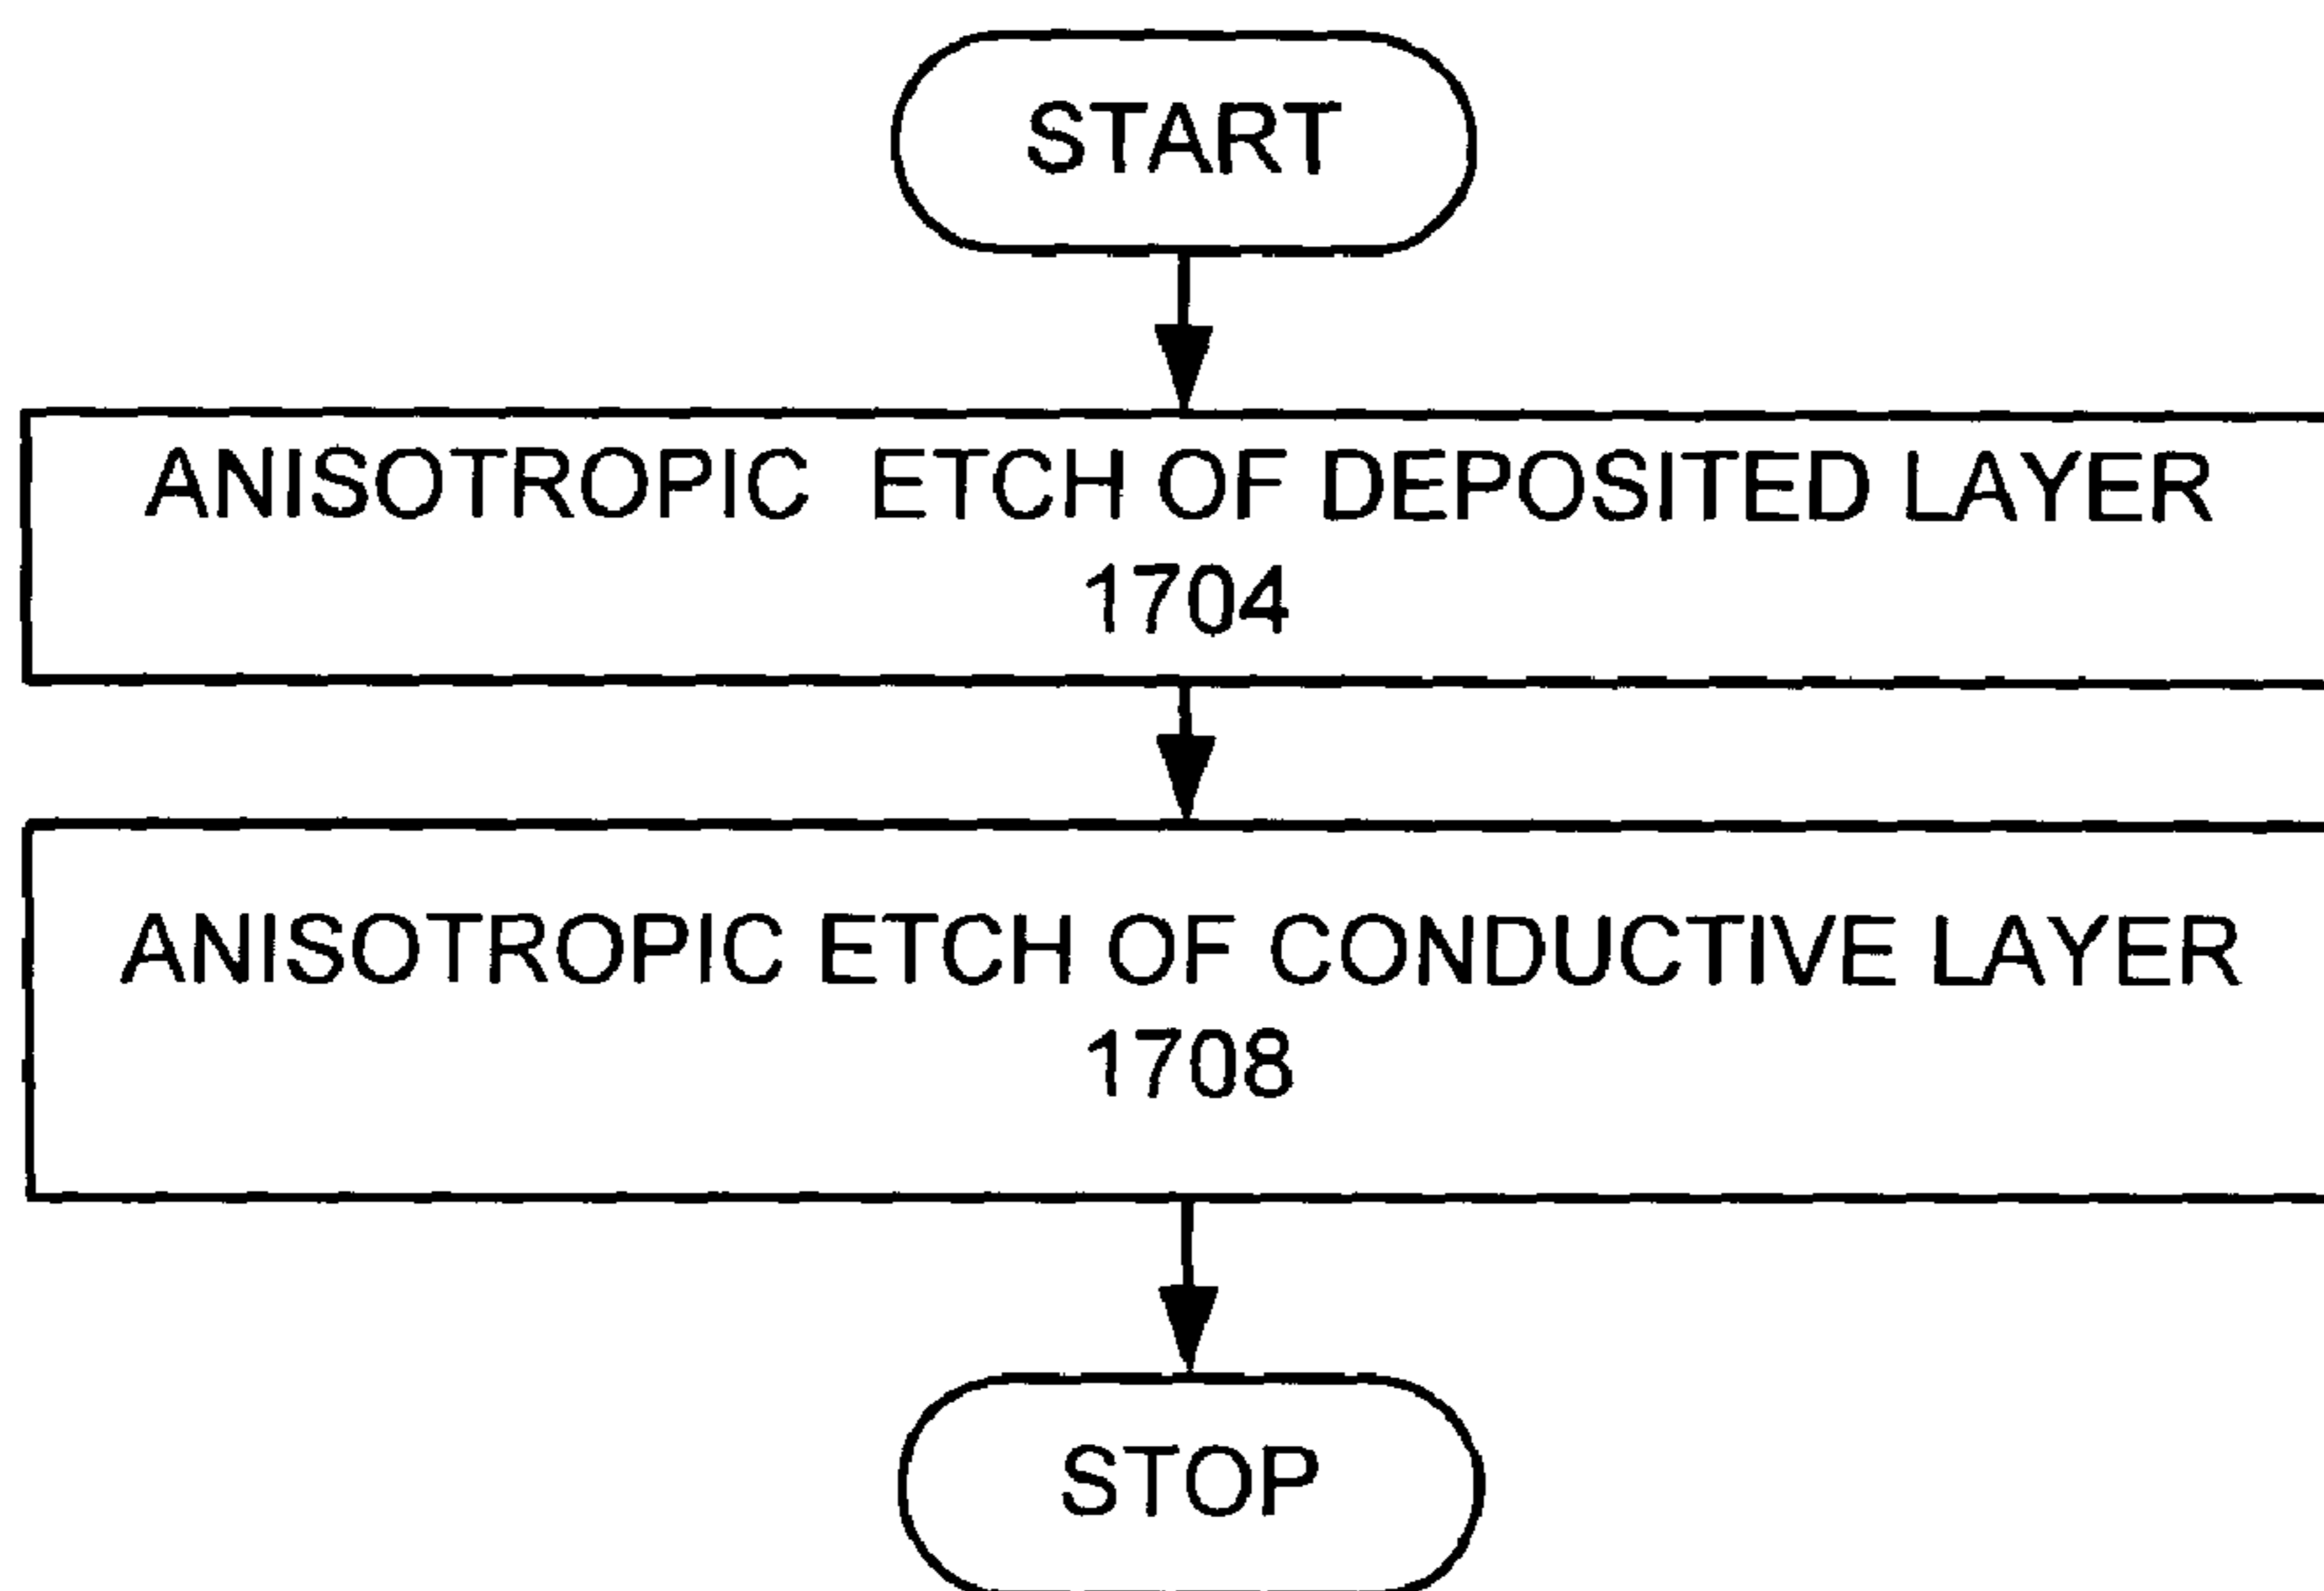 START
ANISOTROPIC ETCH OF DEPOSITED LAYER
1704
ANISOTROPIC ETCH OF CONDUCTIVE LAYER
1708
STOP